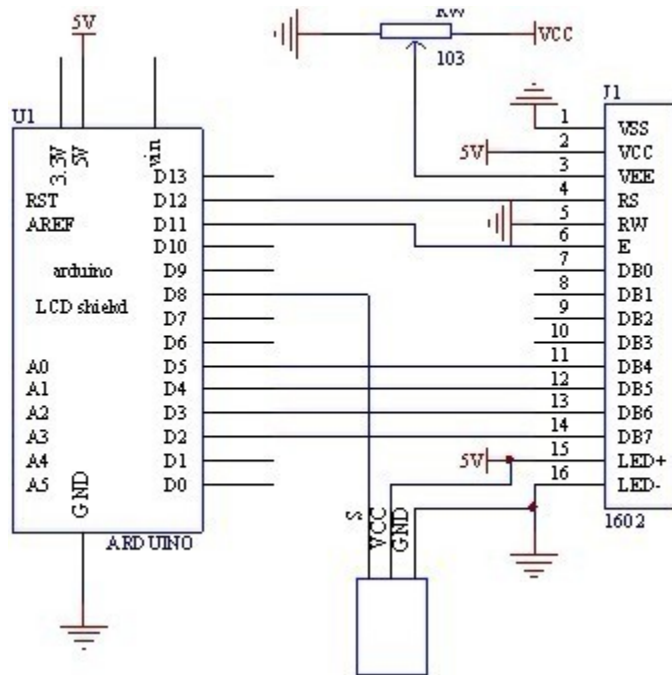 RW
5V
VCC
103
J1
U1
1 VSS
5V 2 VCC
3 VEE
4 RS
5 RW
6 E
7 DB0
8 DB1
9 DB2
10 DB3
11 DB4
12 DB5
13 DB6
14 DB7
5V 15 LED+
16 LED-
1602
3.3V
5V
vin
D13
RST D12
AREF D11
D10
arduino D9
D8
LCD shiekd
D7
D6
A0 D5
A1 D4
A2 D3
A3 D2
A4 D1
A5 D0
GND
ARDUINO
S
VCC
GND